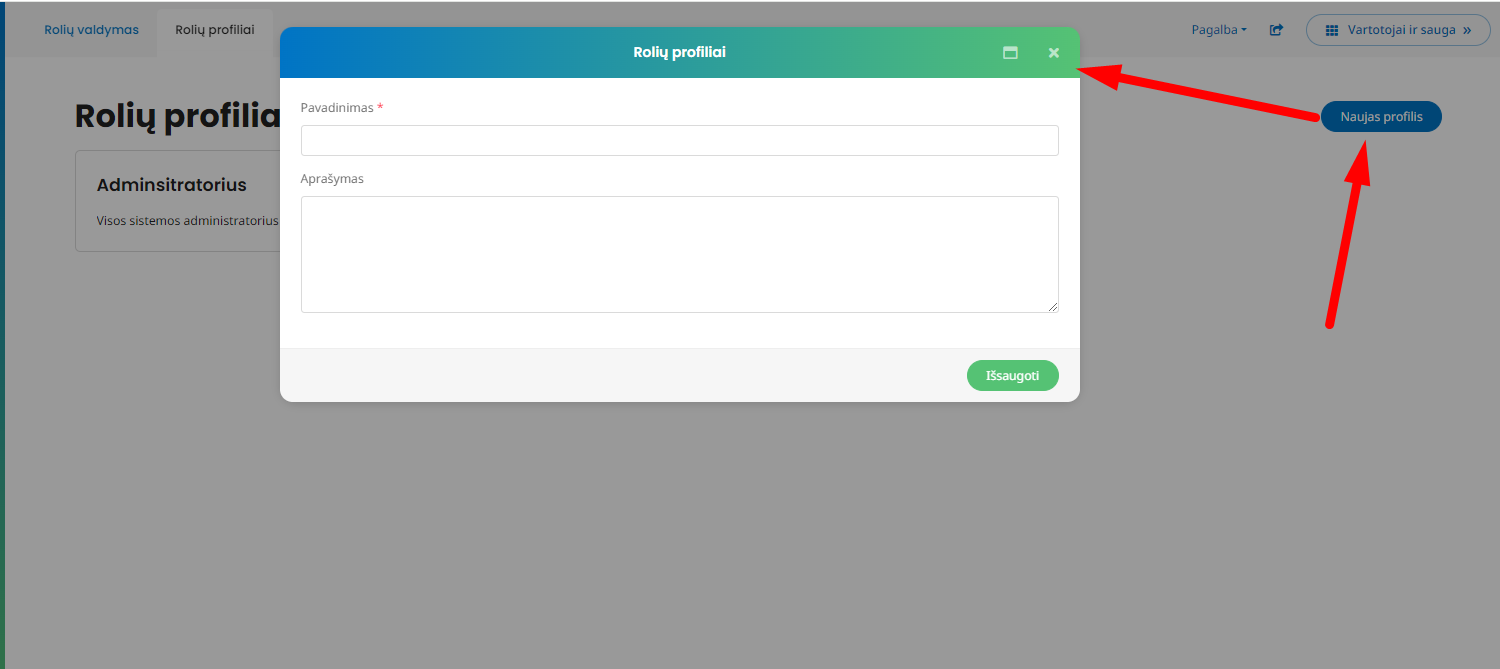 Rolių valdymas
Rolių profiliai
Pagalba
Vartotojai ir sauga »
Rolių profiliai
Rolių profilia
Naujas profilis
Pavadinimas *
Adminsitratorius
Aprašymas
Visos sistemos administratorius
Išsaugoti